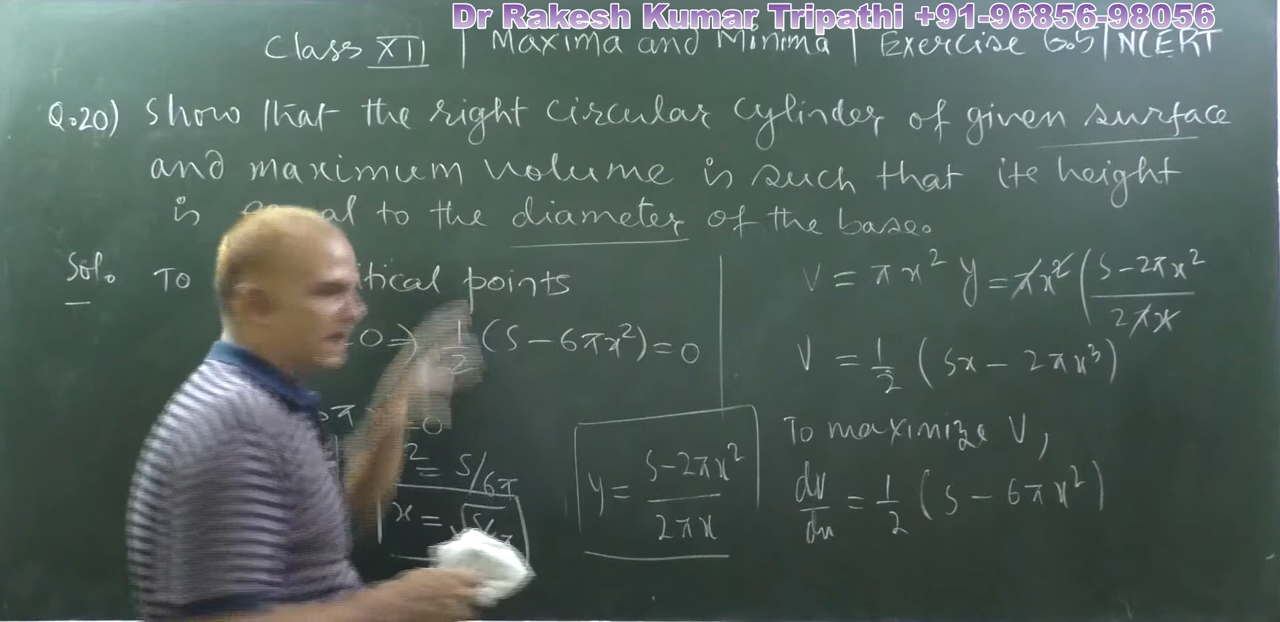 Dr Rakesh Kumar Tripathi +91-96856-98056
Class XII | Maxima and Minima | Exercise 6.5 | NCERT
Q.20) Show that the right circular cylinder of given surface
and maximum volume is such that its height
is to the diameter of the base.
Sol. To points
=0 ⇒ 1/2 (S - 6πx²) = 0
=0
² = S/6π
x = √S/
y = (S-2πx²)/(2πx)
V = πx² y = πx² (S-2πx²)/(2πx)
V = 1/2 (Sx - 2πx³)
To maximize V,
dv/dx = 1/2 (S - 6πx²)